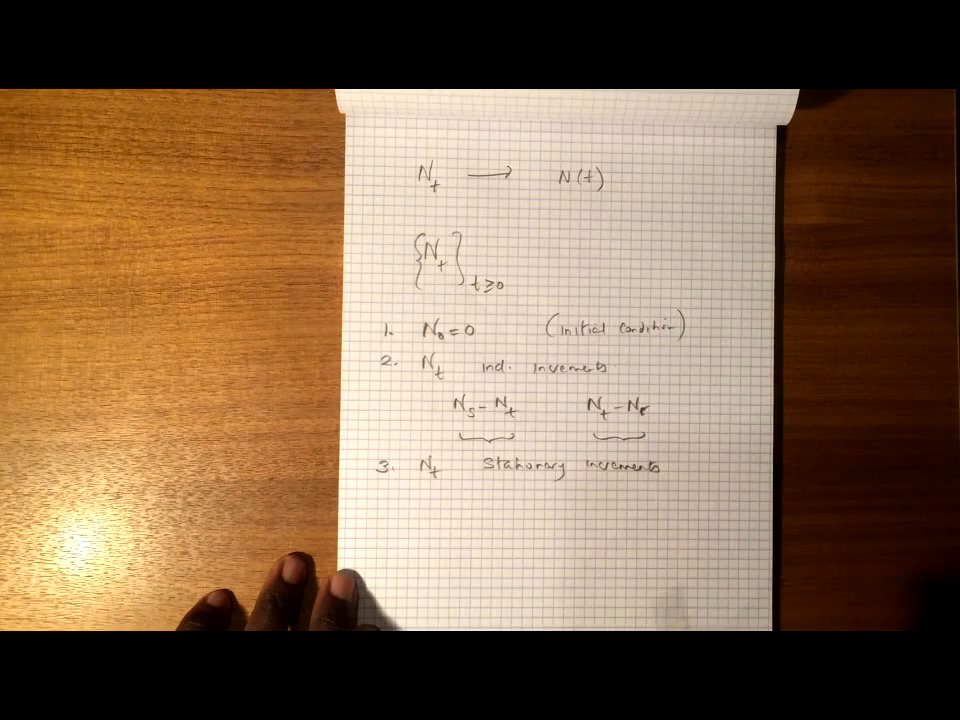 N_t ⟶ N(t)
{N_t}_{t≥0}
1. N_0 = 0 (initial condition)
2. N_t ind. increments
N_s - N_t N_t - N_r
3. N_t Stationary increments